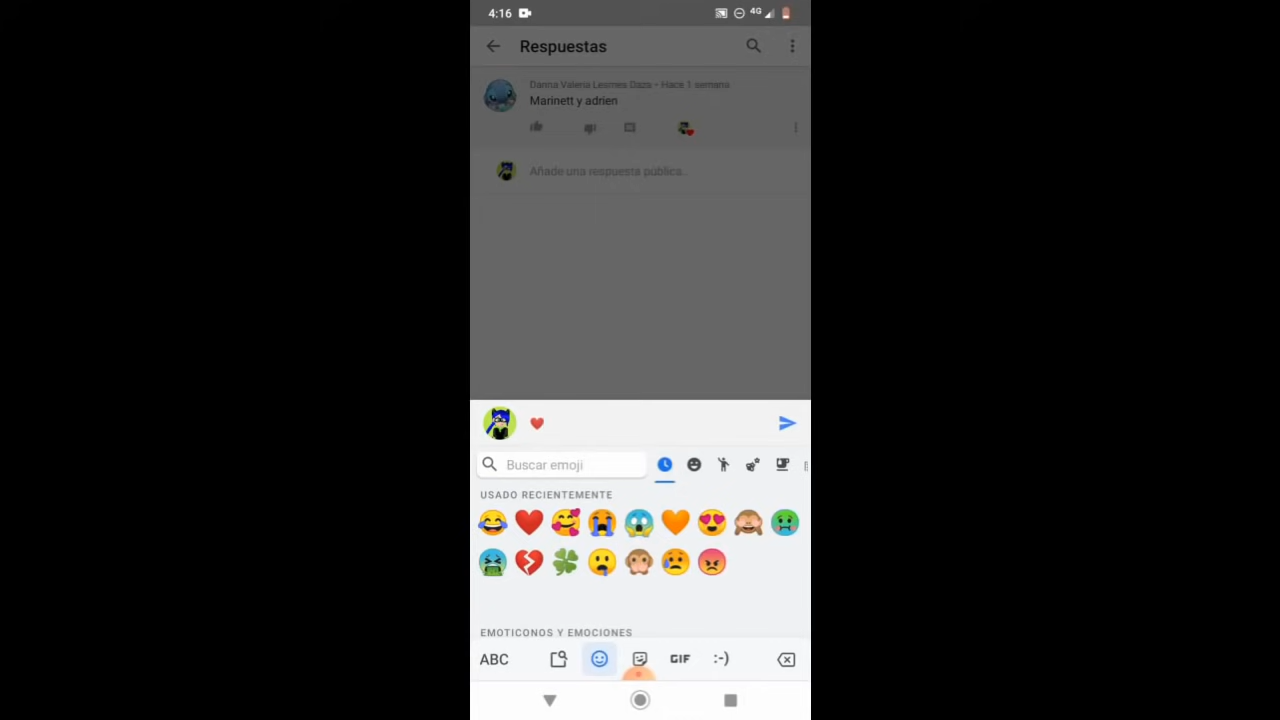 4:16
4G
Respuestas
Danna Valeria Lesmes Daza - Hace 1 semana
Marinett y adrien
Añade una respuesta pública..
Buscar emoji
USADO RECIENTEMENTE
EMOTICONOS Y EMOCIONES
ABC
GIF
:-)